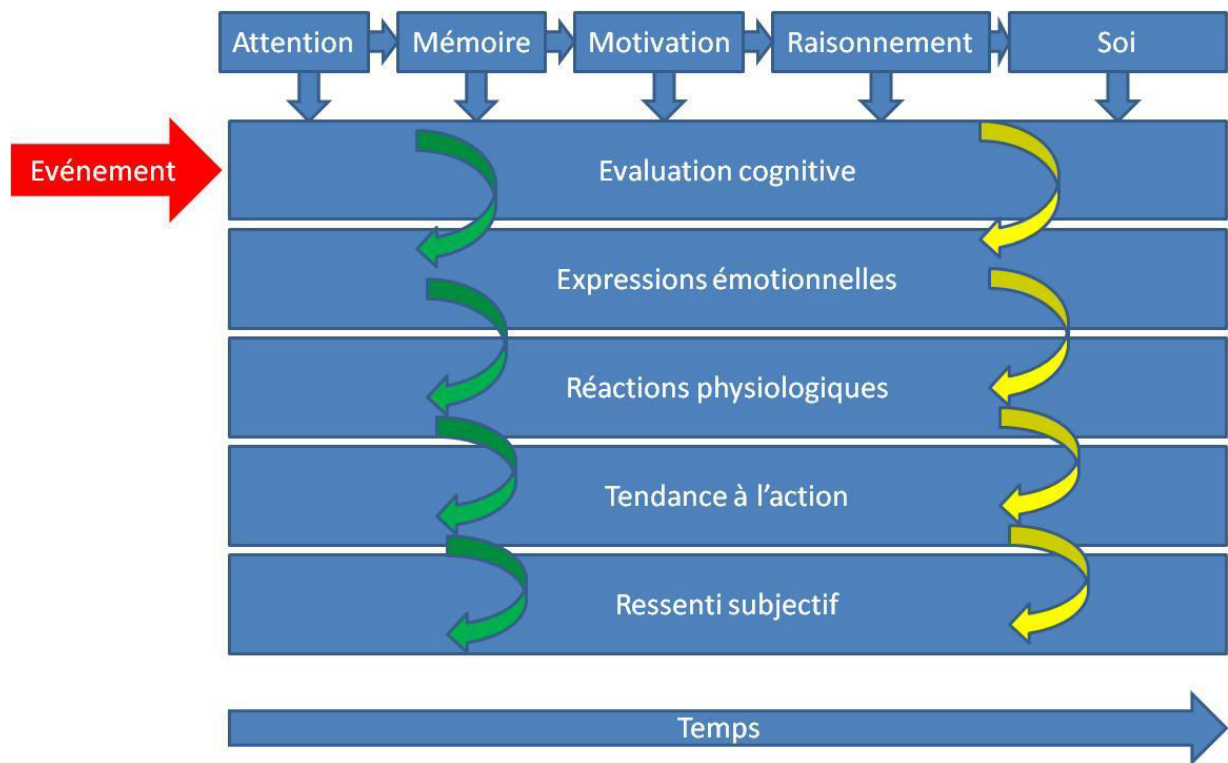 Attention
Mémoire
Motivation
Raisonnement
Soi
Evénement
Evaluation cognitive
Expressions émotionnelles
Réactions physiologiques
Tendance à l’action
Ressenti subjectif
Temps